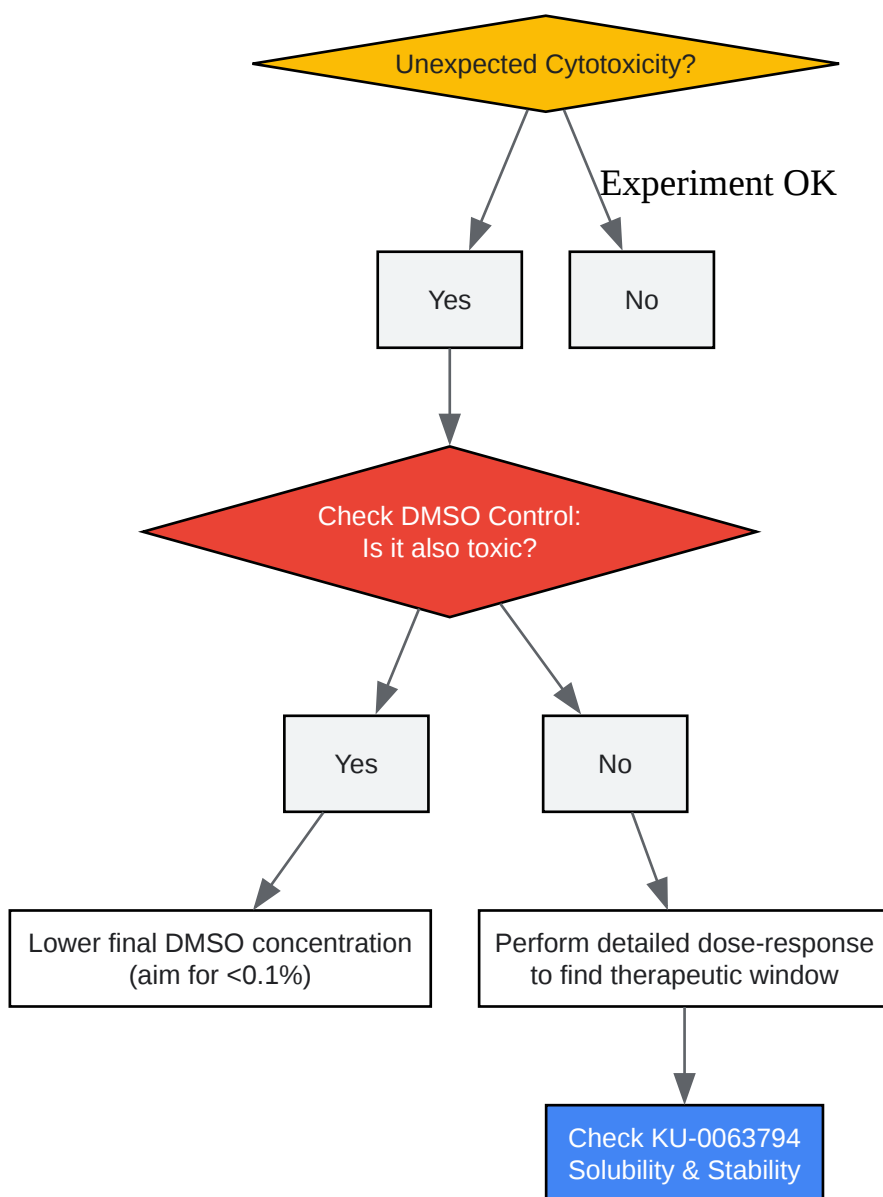 Unexpected Cytotoxicity?
Experiment OK
Yes
No
Check DMSO Control:
Is it also toxic?
Yes
No
Lower final DMSO concentration
(aim for <0.1%)
Perform detailed dose-response
to find therapeutic window
Check KU-0063794
Solubility & Stability